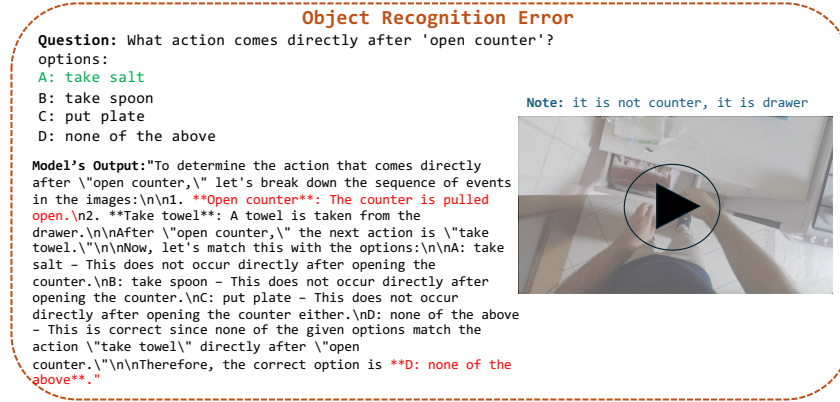 Object Recognition Error
Question: What action comes directly after 'open counter'?
options:
A: take salt
B: take spoon
C: put plate
D: none of the above
Note: it is not counter, it is drawer
Model’s Output:"To determine the action that comes directly
after \"open counter,\" let's break down the sequence of events
in the images:\n\n1. **Open counter**: The counter is pulled
open.\n2. **Take towel**: A towel is taken from the
drawer.\n\nAfter \"open counter,\" the next action is \"take
towel.\"\n\nNow, let's match this with the options:\n\nA: take
salt – This does not occur directly after opening the
counter.\nB: take spoon – This does not occur directly after
opening the counter.\nC: put plate – This does not occur
directly after opening the counter either.\nD: none of the above
– This is correct since none of the given options match the
action \"take towel\" directly after \"open
counter.\"\n\nTherefore, the correct option is **D: none of the
above**."